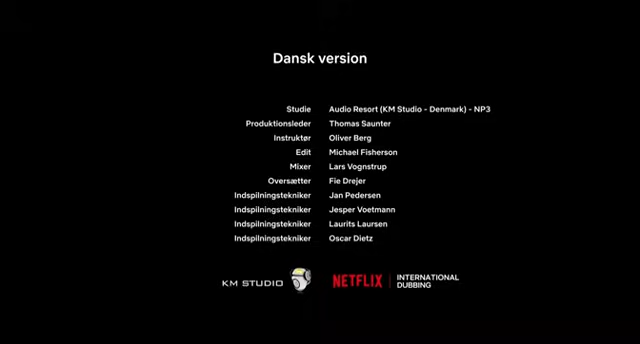 Dansk version
Studie Audio Resort (KM Studio - Denmark) - NP3
Produktionsleder Thomas Saunter
Instruktør Oliver Berg
Edit Michael Fisherson
Mixer Lars Vognstrup
Oversætter Fie Drejer
Indspilningstekniker Jan Pedersen
Indspilningstekniker Jesper Voetmann
Indspilningstekniker Laurits Laursen
Indspilningstekniker Oscar Dietz
KM STUDIO NETFLIX INTERNATIONAL
DUBBING